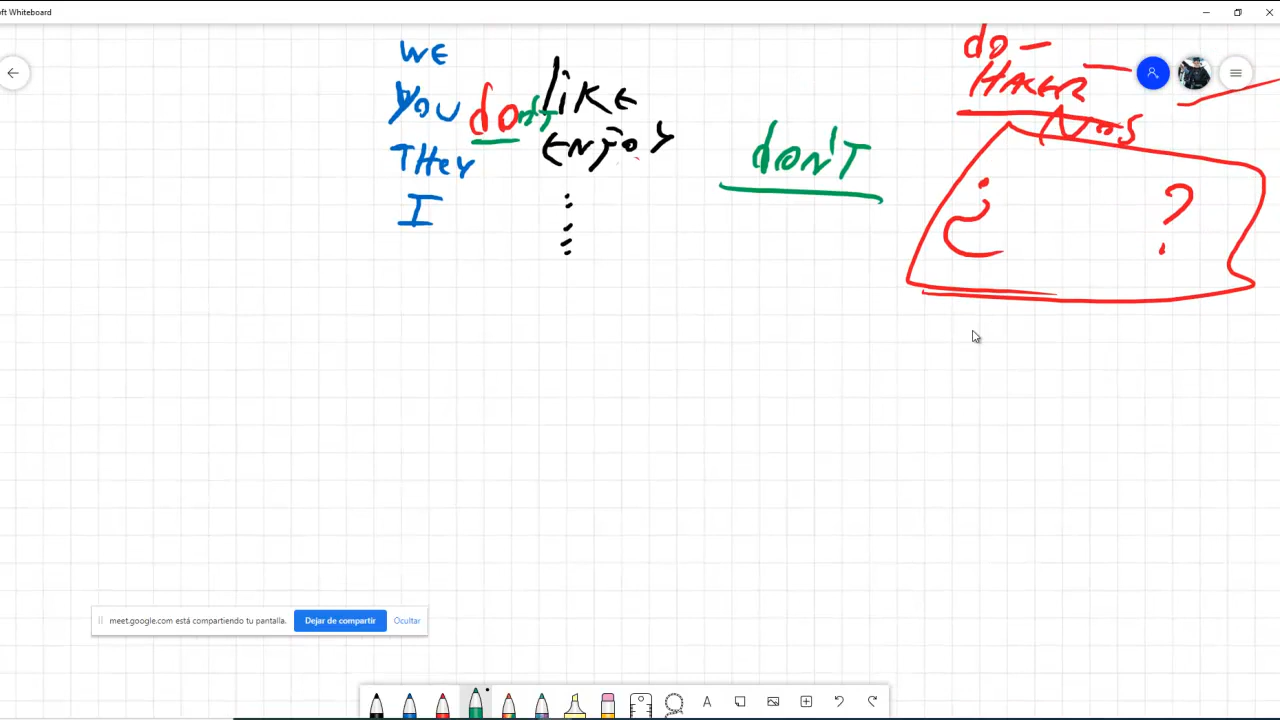 ft Whiteboard
WE
YOU
THEY
I
do
n't
LIKE
ENJOY
DON'T
do -
HACER
¿ ?
meet.google.com está compartiendo tu pantalla.
Dejar de compartir
Ocultar
A